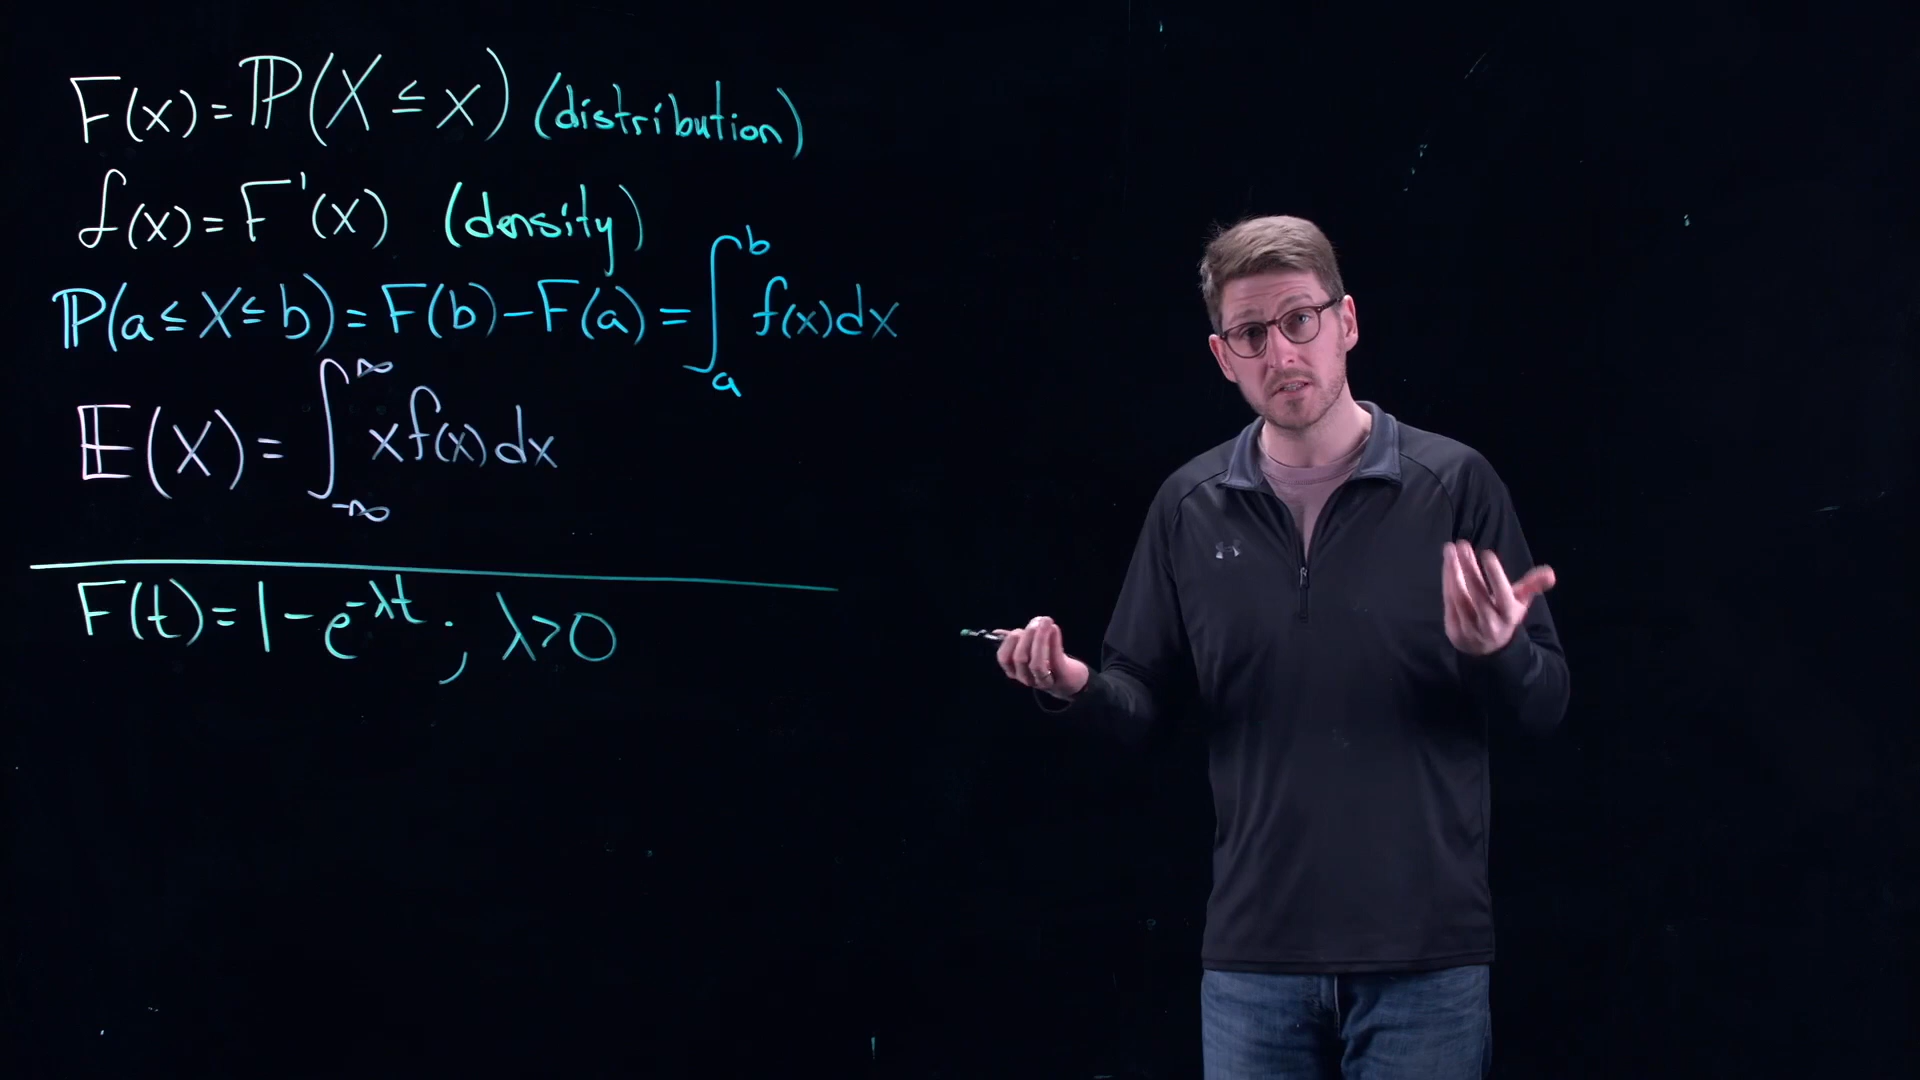 F(x) = ℙ(X ≤ x) (distribution)
f(x) = F'(x) (density)
ℙ(a ≤ X ≤ b) = F(b) - F(a) = ∫_a^b f(x)dx
𝔼(X) = ∫_{-∞}^{∞} x f(x) dx
F(t) = 1 - e^{-λt} ; λ > 0